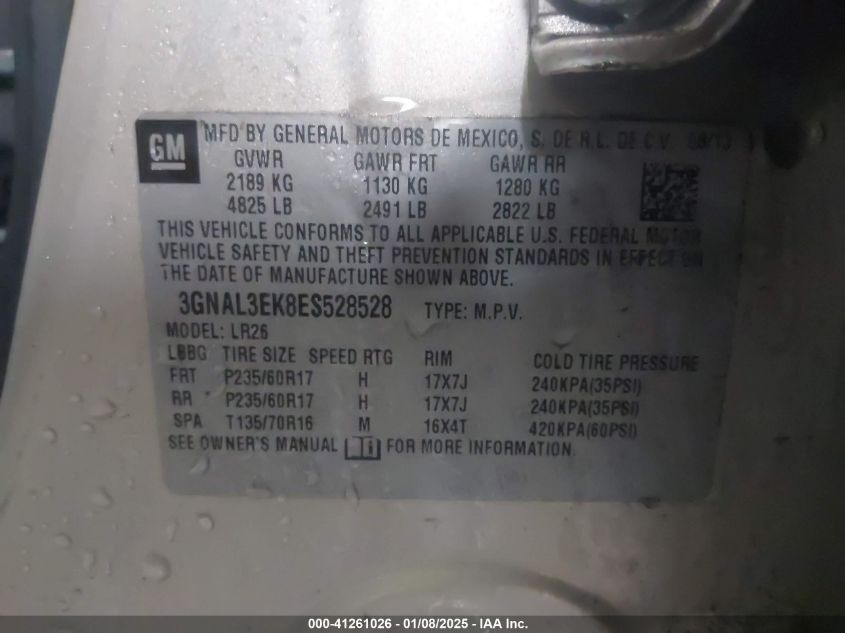 GM
MFD BY GENERAL MOTORS DE MEXICO, S. DE R.L. DE C.V. 08/13
GVWR GAWR FRT GAWR RR
2189 KG 1130 KG 1280 KG
4825 LB 2491 LB 2822 LB
THIS VEHICLE CONFORMS TO ALL APPLICABLE U.S. FEDERAL MOTOR
VEHICLE SAFETY AND THEFT PREVENTION STANDARDS IN EFFECT ON
THE DATE OF MANUFACTURE SHOWN ABOVE.
3GNAL3EK8ES528528 TYPE: M.P.V.
MODEL: LR26
LBBG TIRE SIZE SPEED RTG RIM COLD TIRE PRESSURE
FRT P235/60R17 H 17X7J 240KPA(35PSI)
RR P235/60R17 H 17X7J 240KPA(35PSI)
SPA T135/70R16 M 16X4T 420KPA(60PSI)
SEE OWNER'S MANUAL FOR MORE INFORMATION.
000-41261026 - 01/08/2025 - IAA Inc.